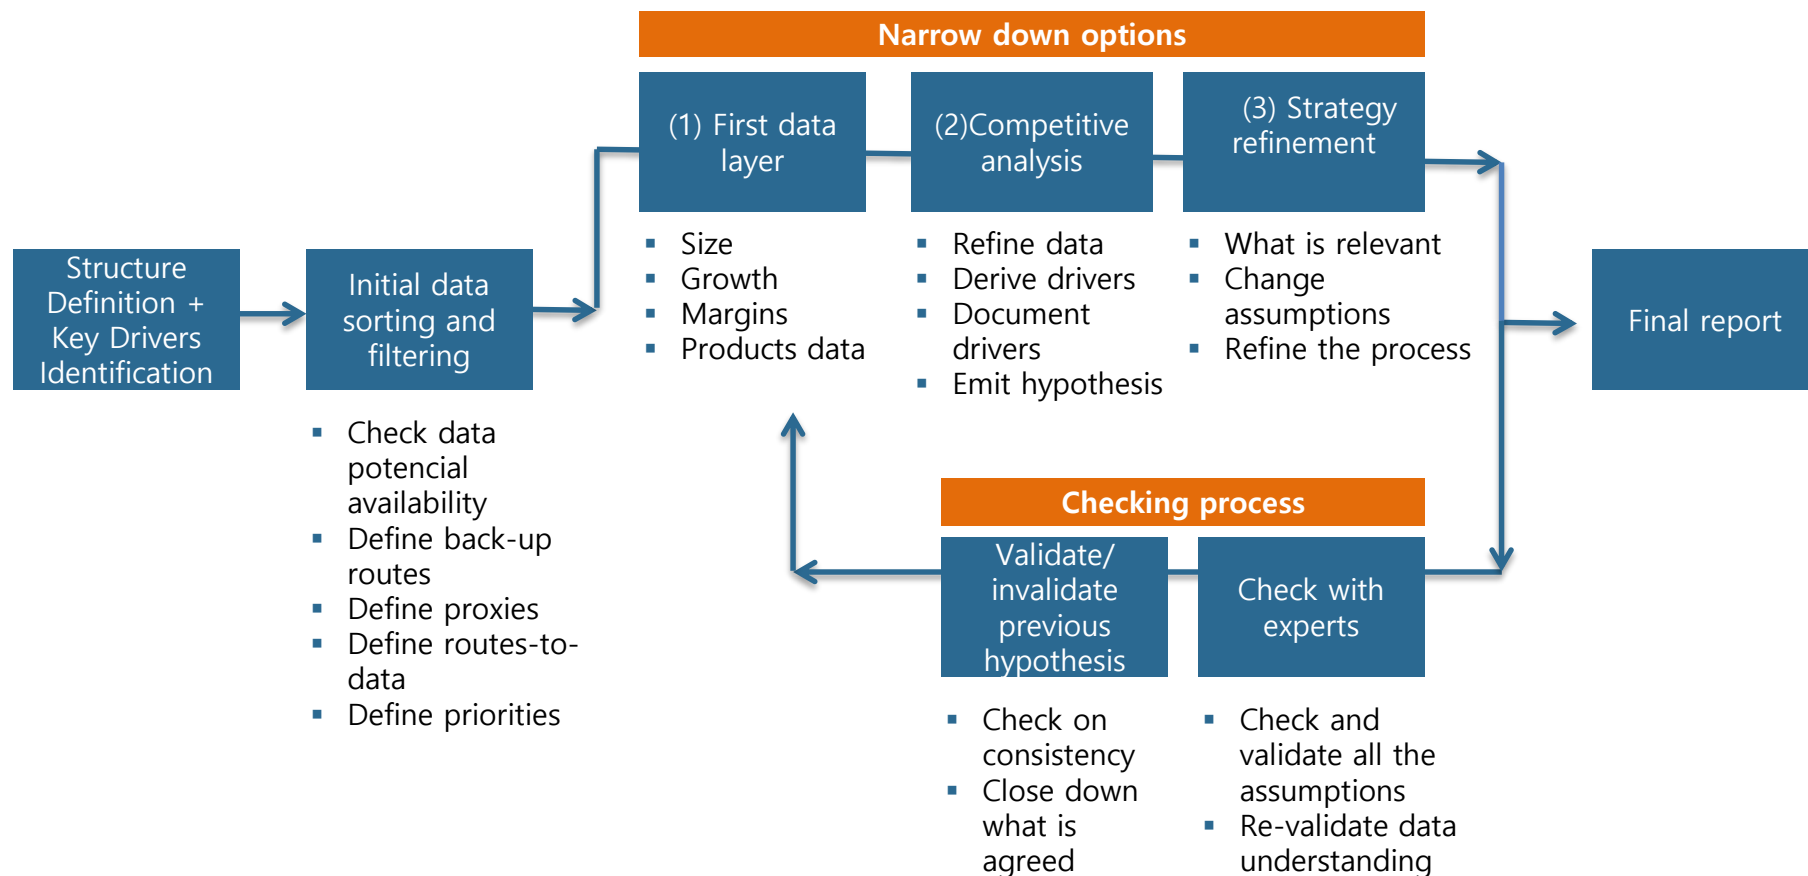 Narrow down options
(1) First data
layer
(2)Competitive
analysis
(3) Strategy
refinement
▪ Size
▪ Growth
▪ Margins
▪ Products data
▪ Refine data
▪ Derive drivers
▪ Document
drivers
▪ Emit hypothesis
▪ What is relevant
▪ Change
assumptions
▪ Refine the process
Structure
Definition +
Key Drivers
Identification
Initial data
sorting and
filtering
▪ Check data
potencial
availability
▪ Define back-up
routes
▪ Define proxies
▪ Define routes-to-
data
▪ Define priorities
Final report
Checking process
Validate/
invalidate
previous
hypothesis
Check with
experts
▪ Check on
consistency
▪ Close down
what is
agreed
▪ Check and
validate all the
assumptions
▪ Re-validate data
understanding